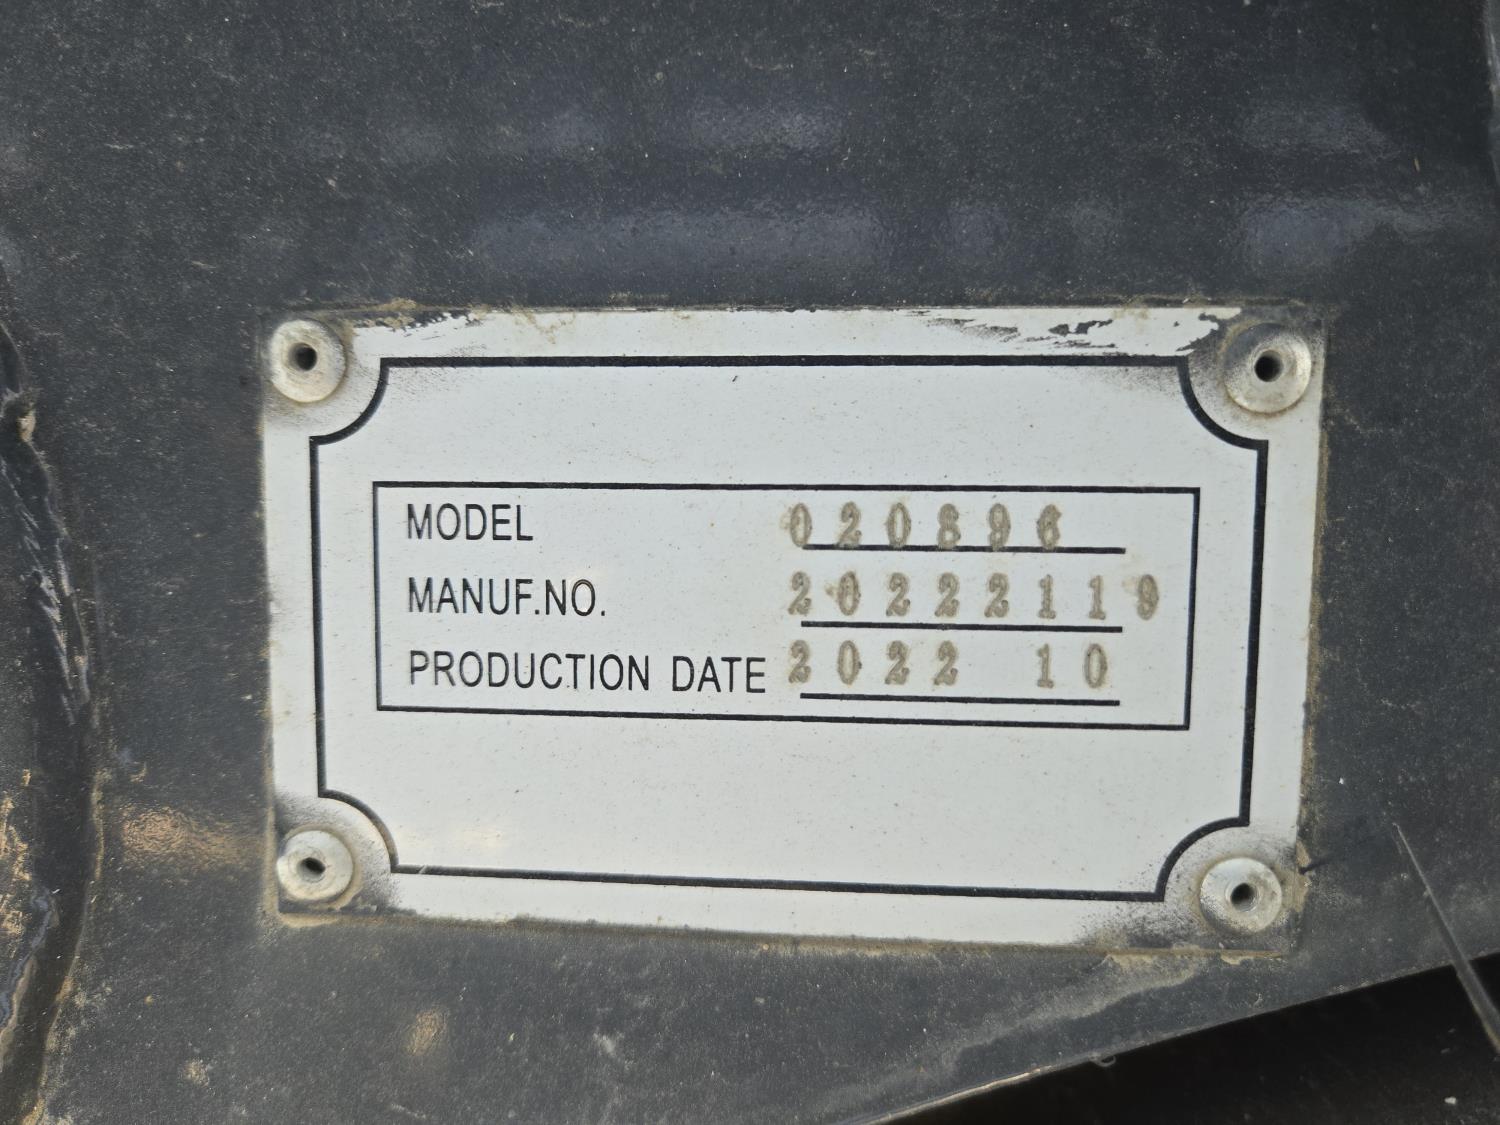 MODEL 020896
MANUF.NO. 20222119
PRODUCTION DATE 2022 10